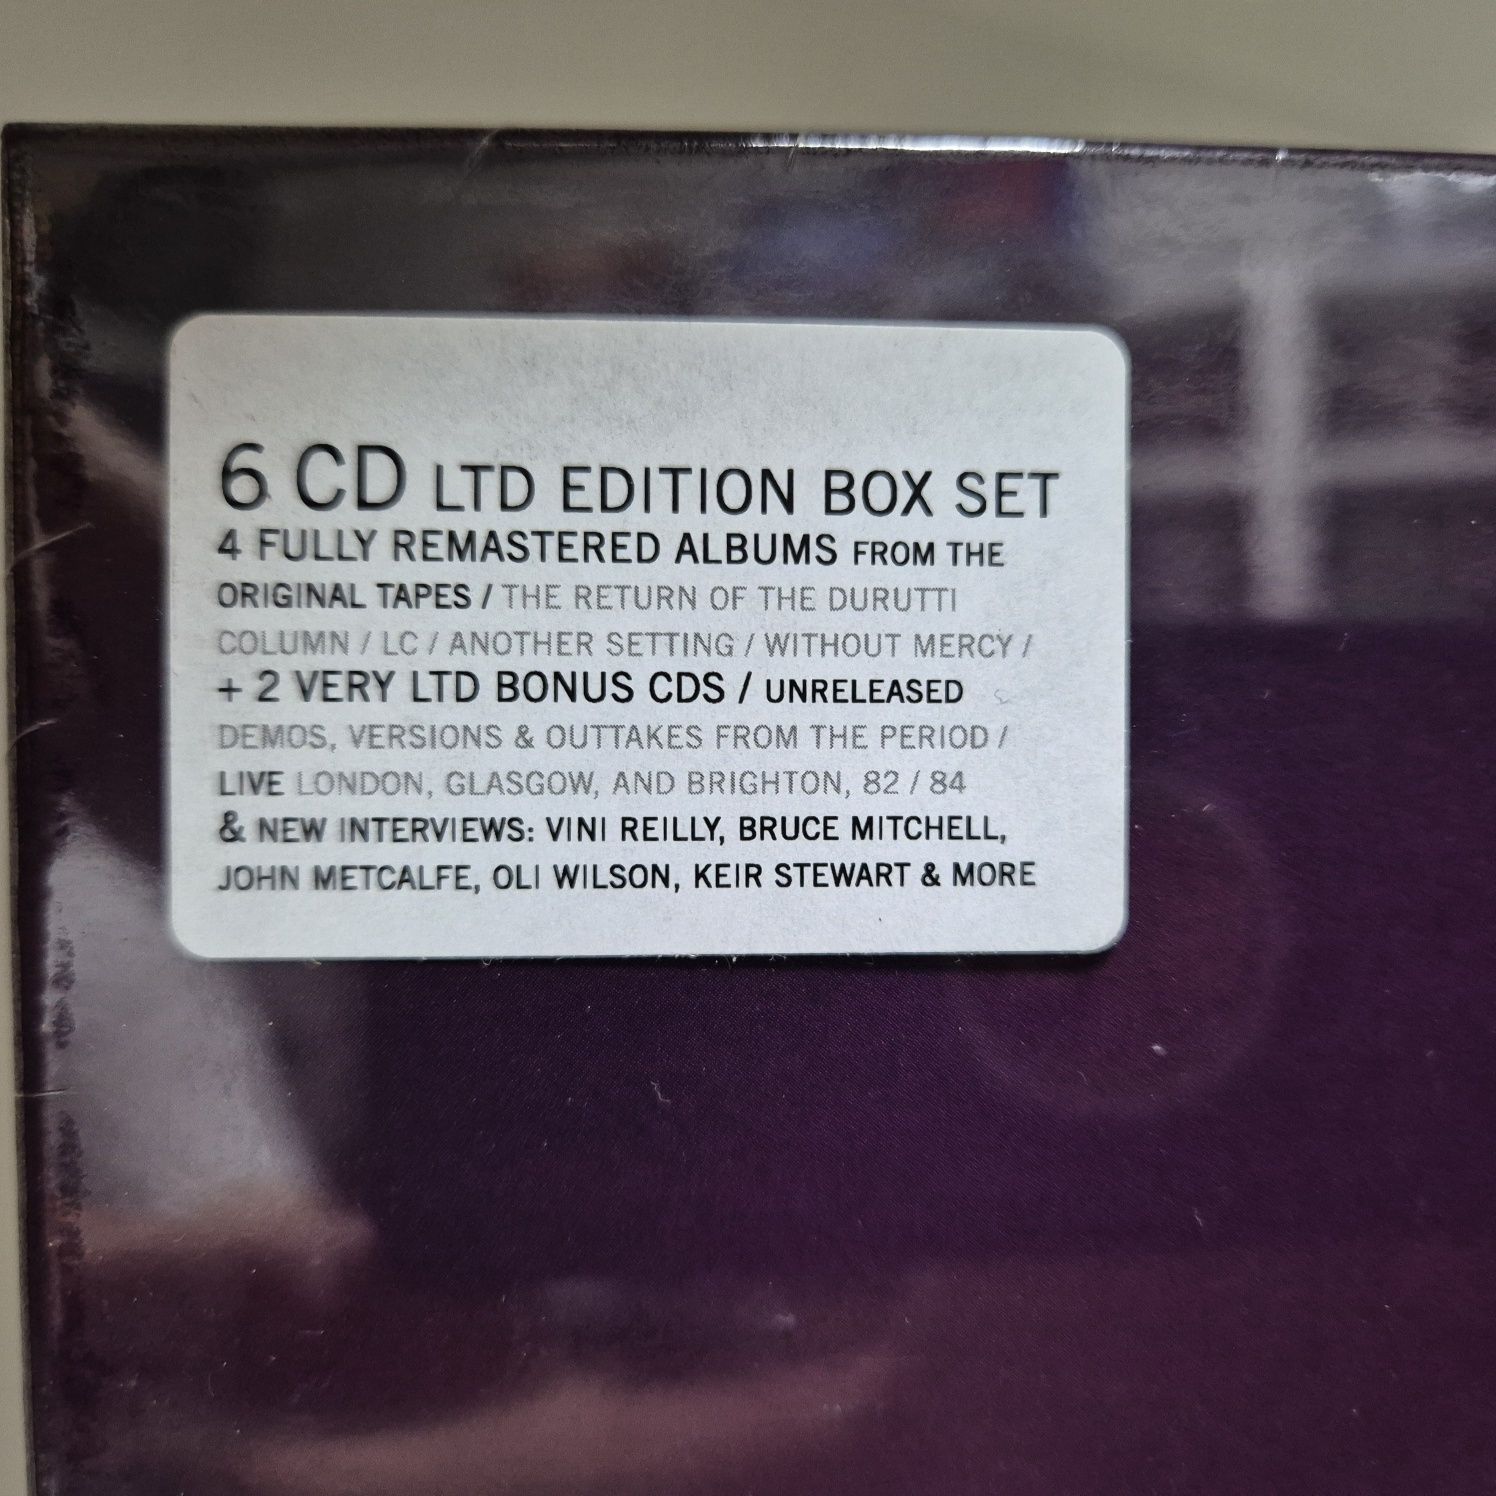 6 CD LTD EDITION BOX SET
4 FULLY REMASTERED ALBUMS FROM THE
ORIGINAL TAPES / THE RETURN OF THE DURUTTI
COLUMN / LC / ANOTHER SETTING / WITHOUT MERCY /
+ 2 VERY LTD BONUS CDS / UNRELEASED
DEMOS, VERSIONS & OUTTAKES FROM THE PERIOD /
LIVE LONDON, GLASGOW, AND BRIGHTON, 82 / 84
& NEW INTERVIEWS: VINI REILLY, BRUCE MITCHELL,
JOHN METCALFE, OLI WILSON, KEIR STEWART & MORE